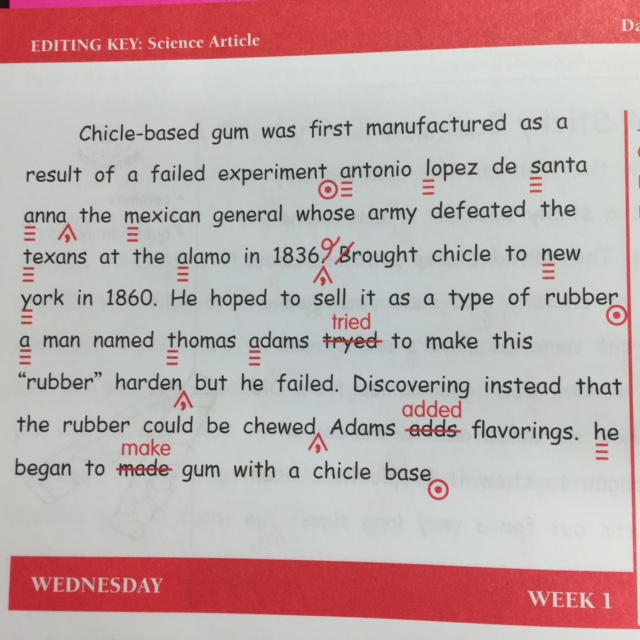 EDITING KEY: Science Article
Da
Chicle-based gum was first manufactured as a
result of a failed experiment antonio lopez de santa
anna, the mexican general whose army defeated the
texans at the alamo in 1836. , Brought chicle to new
york in 1860. He hoped to sell it as a type of rubber
tried
a man named thomas adams tryed to make this
"rubber" harden, but he failed. Discovering instead that
added
the rubber could be chewed, Adams adds flavorings. he
make
began to made gum with a chicle base
WEDNESDAY
WEEK 1